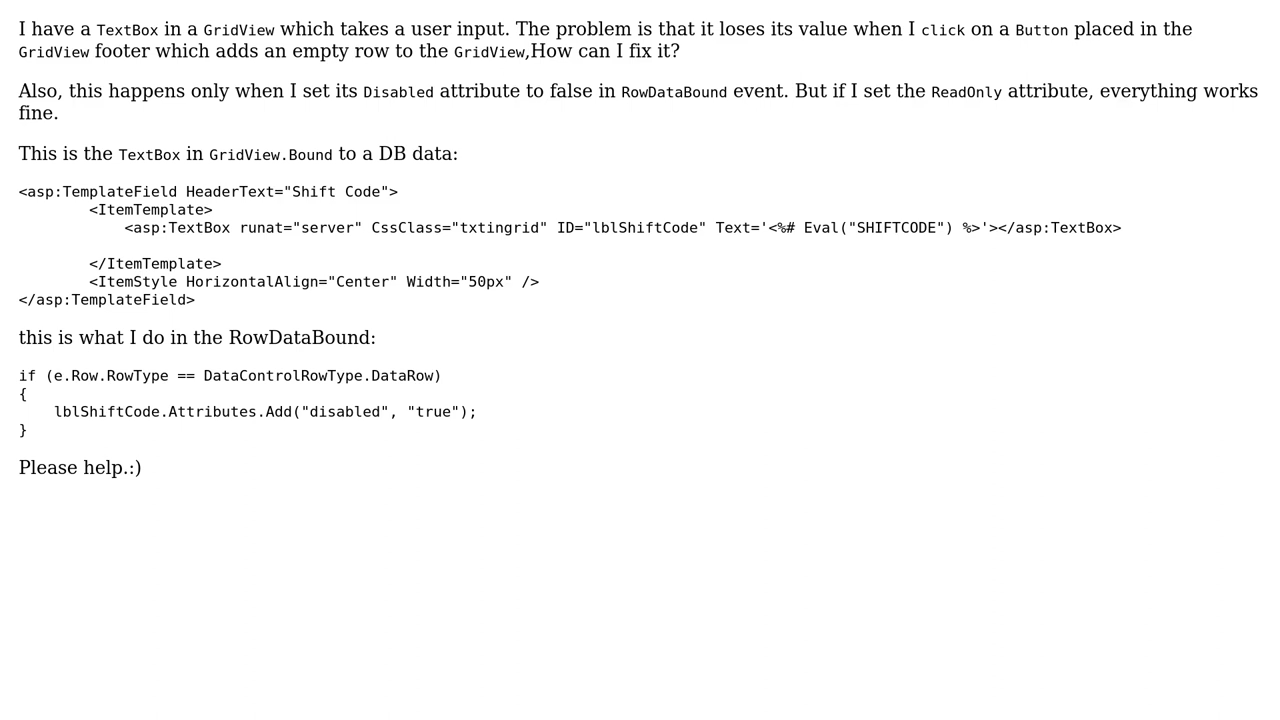 I have a TextBox in a GridView which takes a user input. The problem is that it loses its value when I click on a Button placed in the
GridView footer which adds an empty row to the GridView,How can I fix it?
Also, this happens only when I set its Disabled attribute to false in RowDataBound event. But if I set the ReadOnly attribute, everything works
fine.
This is the TextBox in GridView.Bound to a DB data:
<asp:TemplateField HeaderText="Shift Code">
        <ItemTemplate>
            <asp:TextBox runat="server" CssClass="txtingrid" ID="lblShiftCode" Text='<%# Eval("SHIFTCODE") %>'></asp:TextBox>
        </ItemTemplate>
        <ItemStyle HorizontalAlign="Center" Width="50px" />
</asp:TemplateField>
this is what I do in the RowDataBound:
if (e.Row.RowType == DataControlRowType.DataRow)
{
    lblShiftCode.Attributes.Add("disabled", "true");
}
Please help.:)